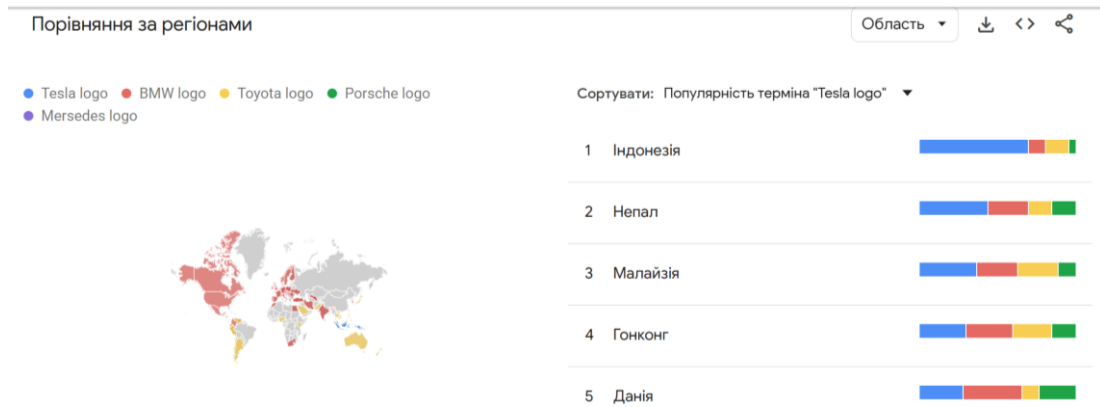 Порівняння за регіонами
Область
Tesla logo BMW logo Toyota logo Porsche logo
Mersedes logo
Сортувати: Популярність терміна "Tesla logo"
1 Індонезія
2 Непал
3 Малайзія
4 Гонконг
5 Данія